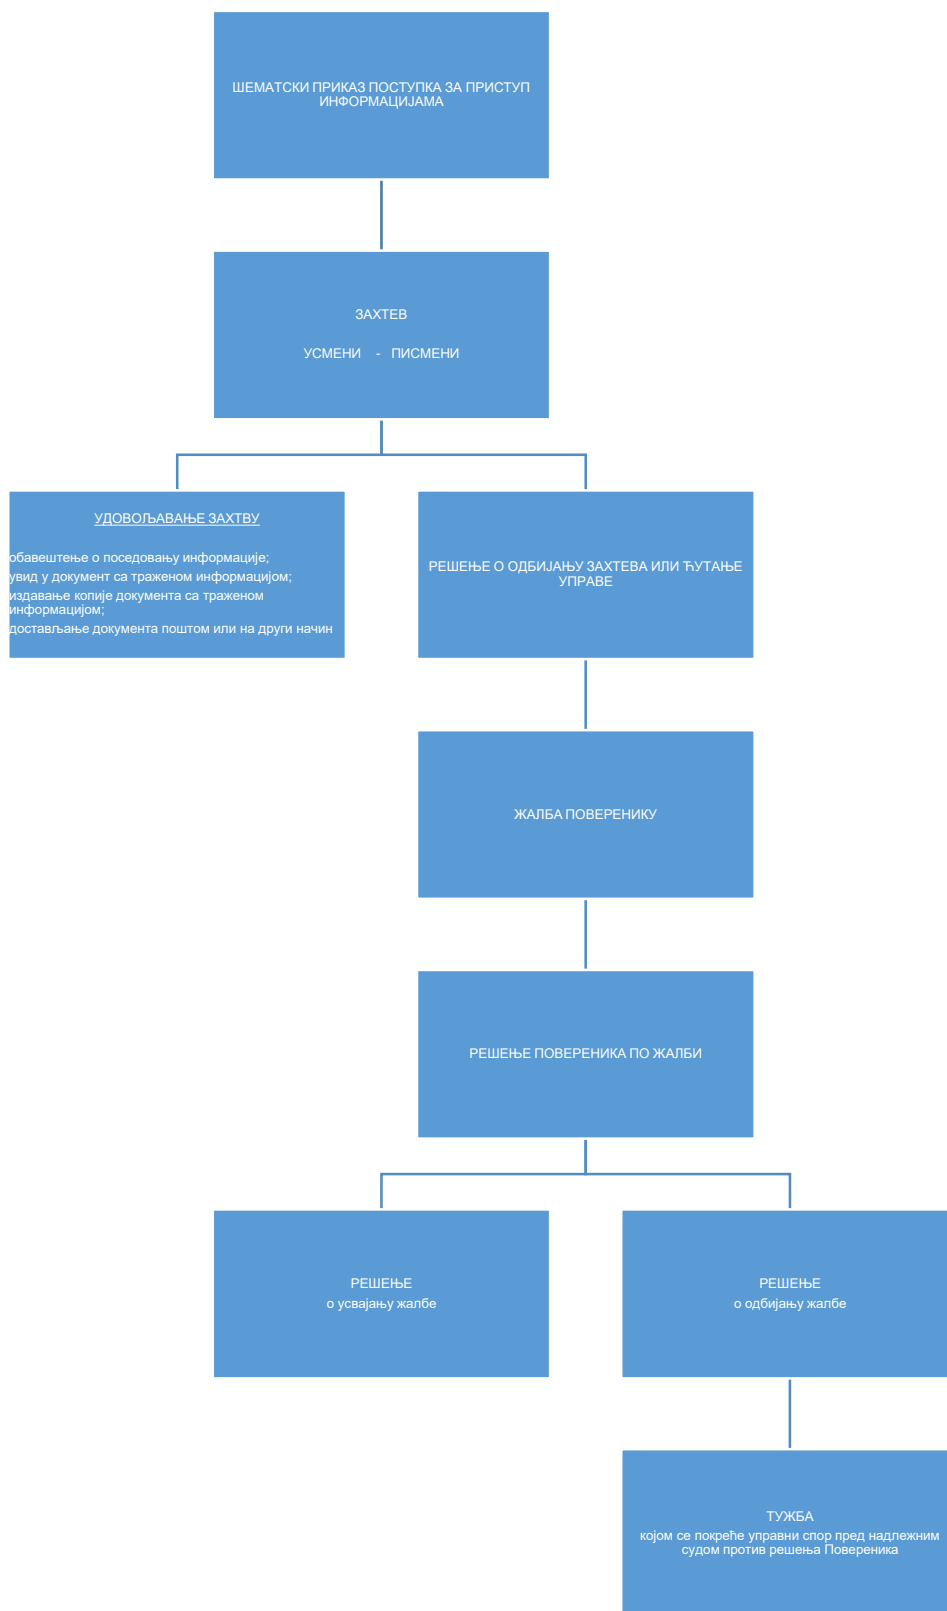 ШЕМАТСКИ ПРИКАЗ ПОСТУПКА ЗА ПРИСТУП
ИНФОРМАЦИЈАМА
ЗАХТЕВ
УСМЕНИ - ПИСМЕНИ
УДОВОЉАВАЊЕ ЗАХТВУ
обавештење о поседовању информације;
увид у документ са траженом информацијом;
издавање копије документа са траженом
информацијом;
достављање документа поштом или на други начин
РЕШЕЊЕ О ОДБИЈАЊУ ЗАХТЕВА ИЛИ ЋУТАЊЕ
УПРАВЕ
ЖАЛБА ПОВЕРЕНИКУ
РЕШЕЊЕ ПОВЕРЕНИКА ПО ЖАЛБИ
РЕШЕЊЕ
о усвајању жалбе
РЕШЕЊЕ
о одбијању жалбе
ТУЖБА
којом се покреће управни спор пред надлежним
судом против решења Повереника